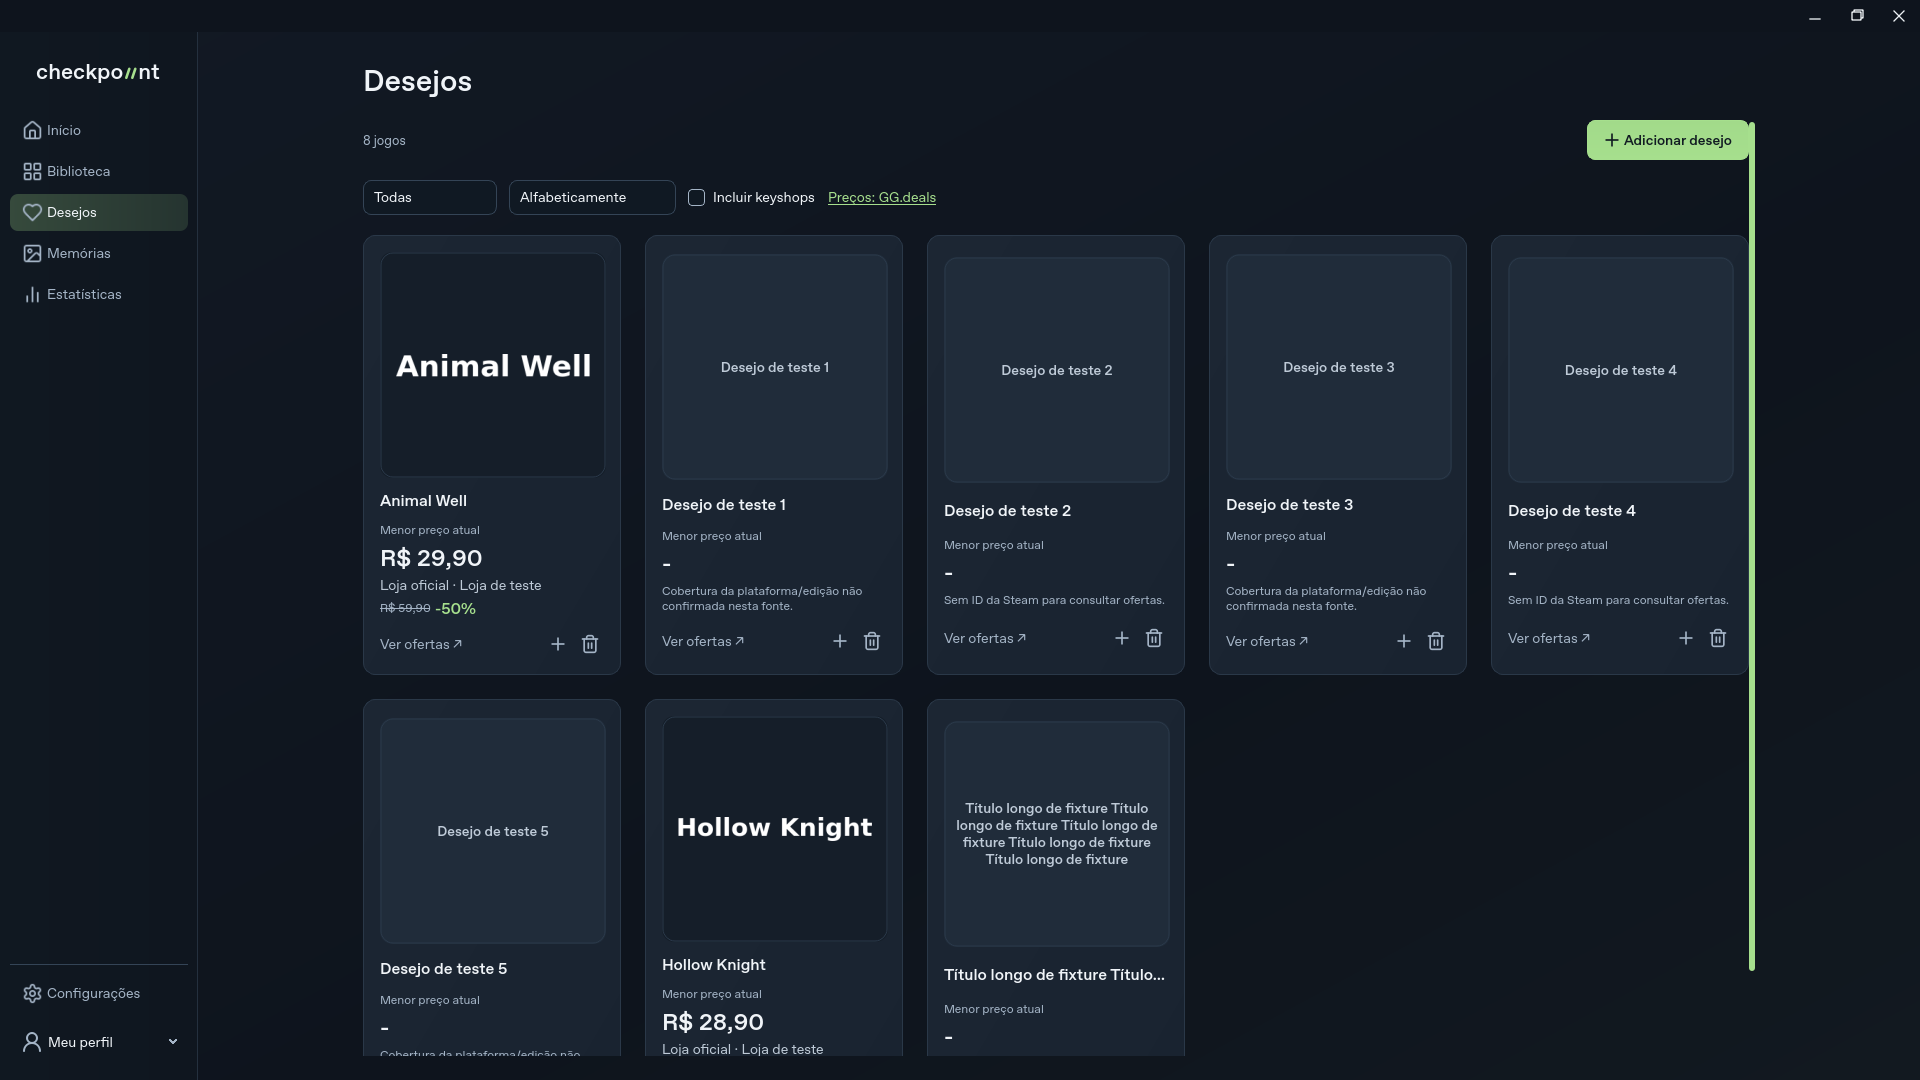 checkpoint
Início
Biblioteca
Desejos
Memórias
Estatísticas
Configurações
Meu perfil
Desejos
8 jogos
Adicionar desejo
Todas
Alfabeticamente
Incluir keyshops
Preços: GG.deals
Animal Well
Animal Well
Menor preço atual
R$ 29,90
Loja oficial · Loja de teste
R$ 59,90 -50%
Ver ofertas ↗
Desejo de teste 1
Desejo de teste 1
Menor preço atual
-
Cobertura da plataforma/edição não
confirmada nesta fonte.
Ver ofertas ↗
Desejo de teste 2
Desejo de teste 2
Menor preço atual
-
Sem ID da Steam para consultar ofertas.
Ver ofertas ↗
Desejo de teste 3
Desejo de teste 3
Menor preço atual
-
Cobertura da plataforma/edição não
confirmada nesta fonte.
Ver ofertas ↗
Desejo de teste 4
Desejo de teste 4
Menor preço atual
-
Sem ID da Steam para consultar ofertas.
Ver ofertas ↗
Desejo de teste 5
Desejo de teste 5
Menor preço atual
-
Cobertura da plataforma/edição não
Hollow Knight
Hollow Knight
Menor preço atual
R$ 28,90
Loja oficial · Loja de teste
Título longo de fixture Título
longo de fixture Título longo de
fixture Título longo de fixture
Título longo de fixture
Título longo de fixture Título...
Menor preço atual
-